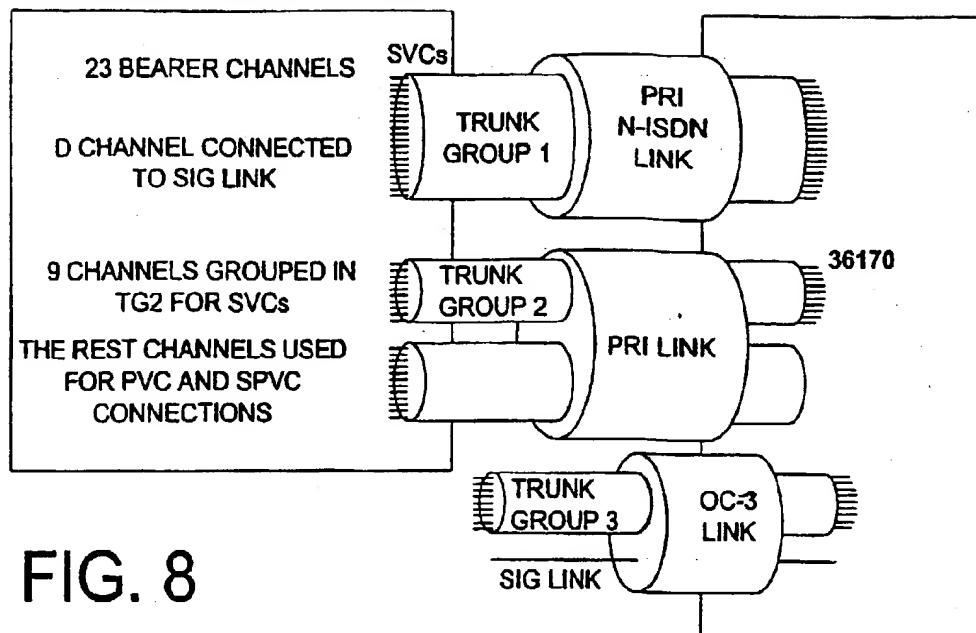 23 BEARER CHANNELS
SVCs
D CHANNEL CONNECTED
TO SIG LINK
TRUNK
GROUP 1
PRI
N-ISDN
LINK
9 CHANNELS GROUPED IN
TG2 FOR SVCs
TRUNK
GROUP 2
PRI LINK
36170
THE REST CHANNELS USED
FOR PVC AND SPVC
CONNECTIONS
TRUNK
GROUP 3
OC-3
LINK
SIG LINK
FIG. 8